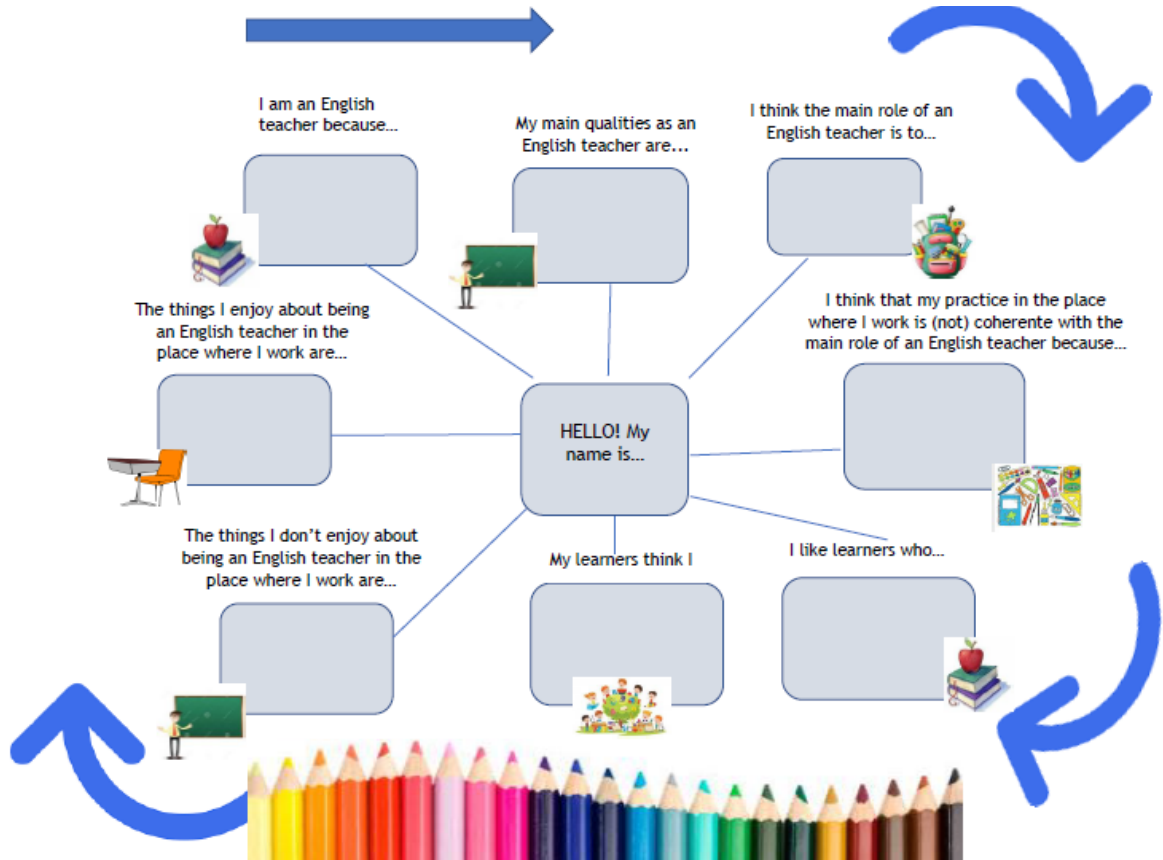 I am an English
teacher because...
My main qualities as an
English teacher are...
I think the main role of an
English teacher is to...
I think that my practice in the place
where I work is (not) coherente with the
main role of an English teacher because...
I like learners who...
My learners think I
The things I don't enjoy about
being an English teacher in the
place where I work are...
The things I enjoy about being
an English teacher in the
place where I work are...
HELLO! My
name is...